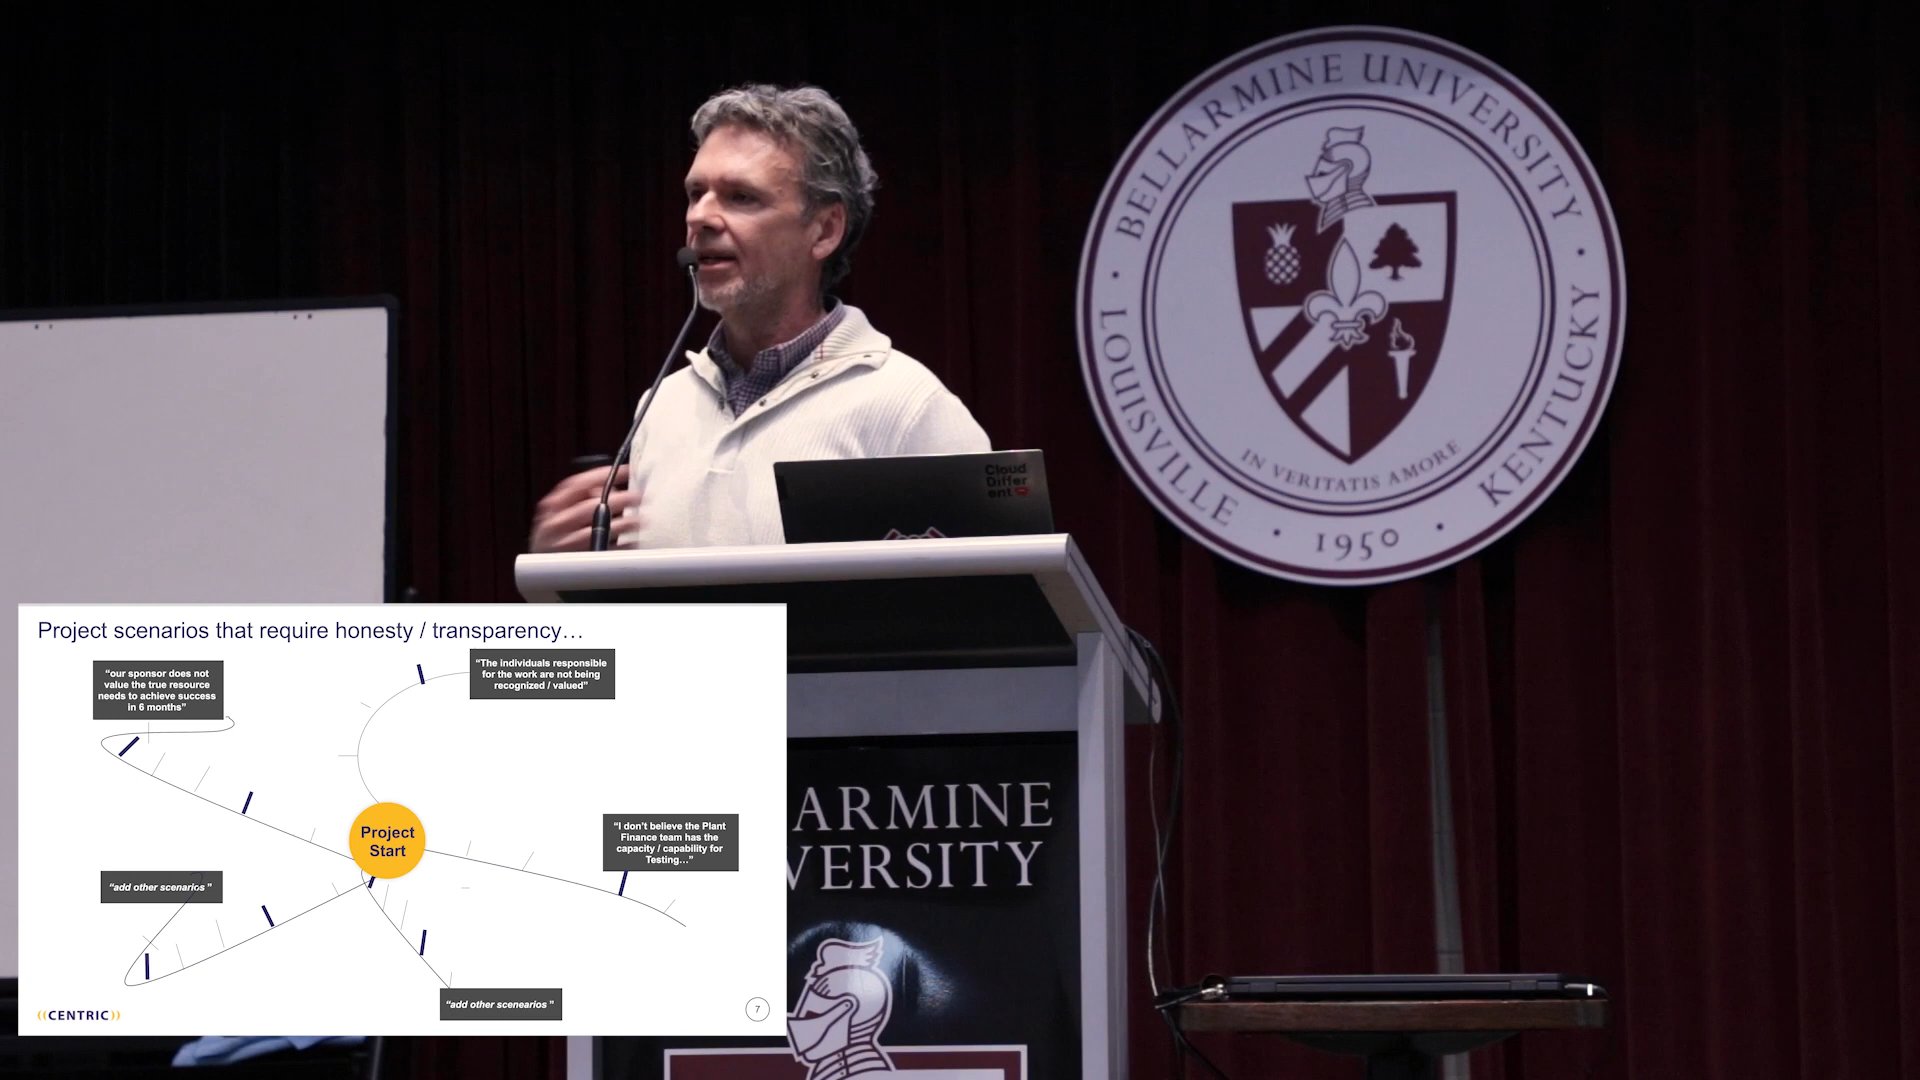 BELLARMINE UNIVERSITY
LOUISVILLE
KENTUCKY
IN VERITATIS AMORE
1950
Cloud
Differ
ent
Project scenarios that require honesty / transparency…
“our sponsor does not
value the true resource
needs to achieve success
in 6 months”
“The individuals responsible
for the work are not being
recognized / valued”
Project
Start
“I don't believe the Plant
Finance team has the
capacity / capability for
Testing…”
“add other scenarios ”
“add other scenearios ”
((CENTRIC))
7
ARMINE
VERSITY